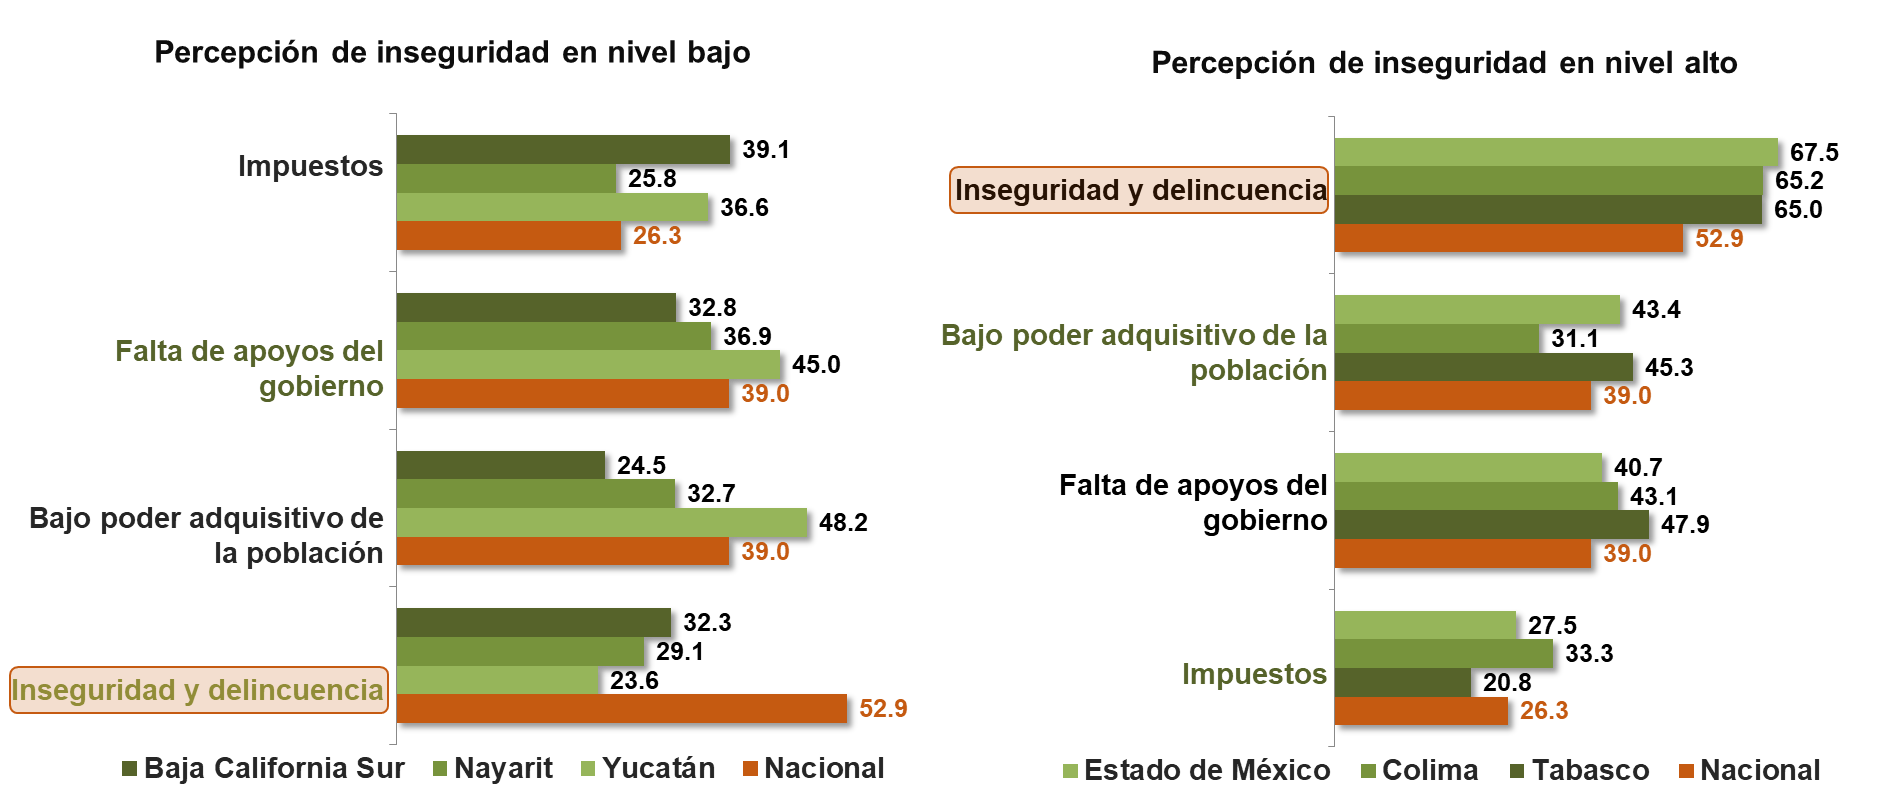 Percepción de inseguridad en nivel bajo
Impuestos
39.1
25.8
36.6
26.3
Falta de apoyos del
gobierno
32.8
36.9
45.0
39.0
Bajo poder adquisitivo de
la población
24.5
32.7
48.2
39.0
Inseguridad y delincuencia
32.3
29.1
23.6
52.9
Baja California Sur Nayarit Yucatán Nacional
Percepción de inseguridad en nivel alto
Inseguridad y delincuencia
67.5
65.2
65.0
52.9
Bajo poder adquisitivo de la
población
43.4
31.1
45.3
39.0
Falta de apoyos del
gobierno
40.7
43.1
47.9
39.0
Impuestos
27.5
33.3
20.8
26.3
Estado de México Colima Tabasco Nacional